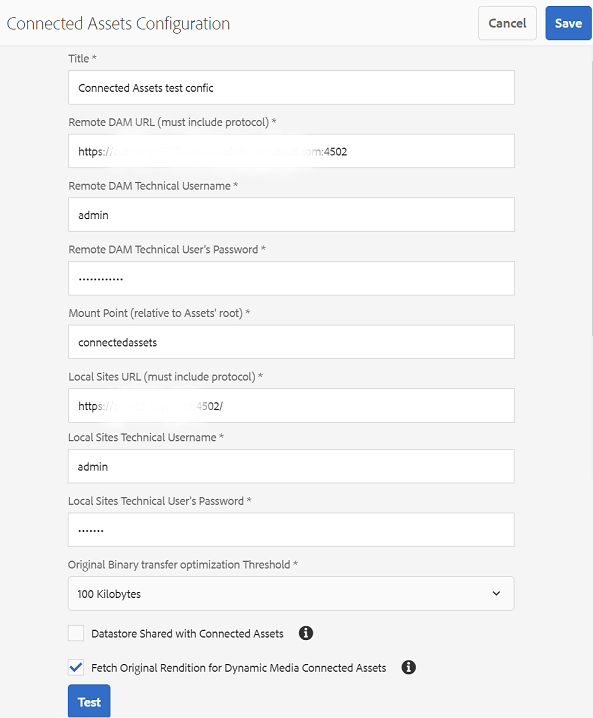 Connected Assets Configuration
Cancel
Save
Title *
Connected Assets test confic
Remote DAM URL (must include protocol) *
https:// .com:4502
Remote DAM Technical Username *
admin
Remote DAM Technical User's Password *
············
Mount Point (relative to Assets' root) *
connectedassets
Local Sites URL (must include protocol) *
https:// 4502/
Local Sites Technical Username *
admin
Local Sites Technical User's Password *
·······
Original Binary transfer optimization Threshold *
100 Kilobytes
Datastore Shared with Connected Assets
Fetch Original Rendition for Dynamic Media Connected Assets
Test